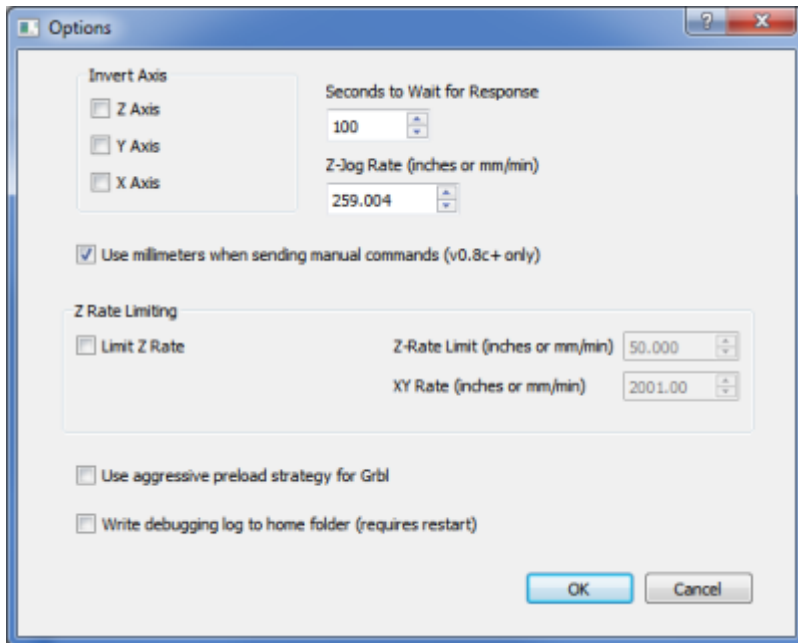 Options
Invert Axis
Z Axis
Y Axis
X Axis
Seconds to Wait for Response
100
Z-Jog Rate (inches or mm/min)
259.004
Use millimeters when sending manual commands (v0.8c+ only)
Z Rate Limiting
Limit Z Rate
Z-Rate Limit (inches or mm/min) 50.000
XY Rate (inches or mm/min) 2001.00
Use aggressive preload strategy for Grbl
Write debugging log to home folder (requires restart)
OK Cancel